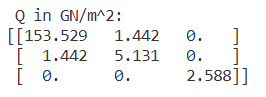 Q in GN/m^2:
[[153.529 1.442 0. ]
[ 1.442 5.131 0. ]
[ 0. 0. 2.588]]